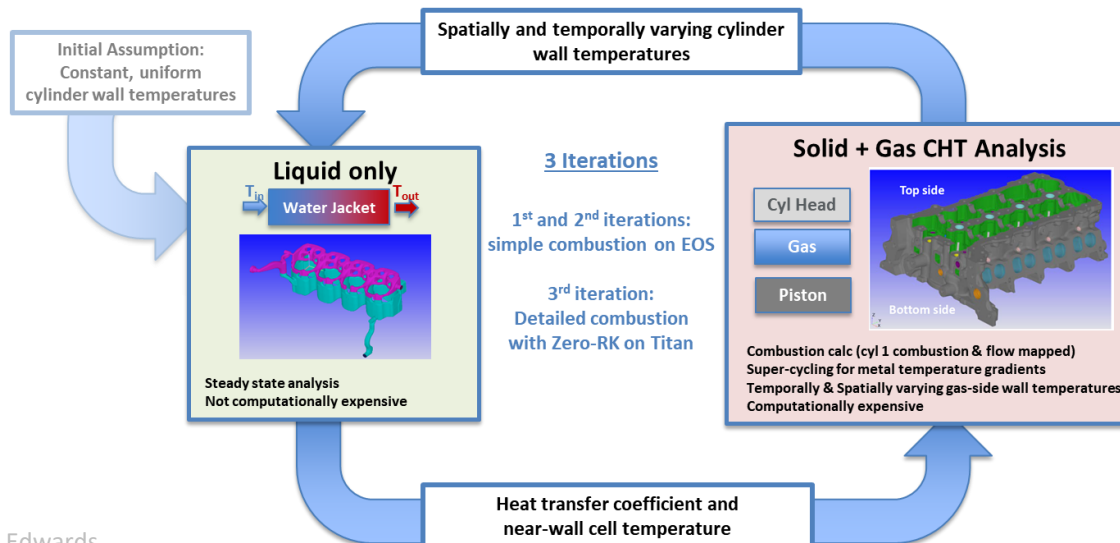 Initial Assumption:
Constant, uniform
cylinder wall temperatures
Spatially and temporally varying cylinder
wall temperatures
Liquid only
T_in
Water Jacket
T_out
Steady state analysis
Not computationally expensive
3 Iterations
1st and 2nd iterations:
simple combustion on EOS
3rd iteration:
Detailed combustion
with Zero-RK on Titan
Solid + Gas CHT Analysis
Cyl Head
Gas
Piston
Top side
Bottom side
Combustion calc (cyl 1 combustion & flow mapped)
Super-cycling for metal temperature gradients
Temporally & Spatially varying gas-side wall temperatures
Computationally expensive
Heat transfer coefficient and
near-wall cell temperature
Edwards